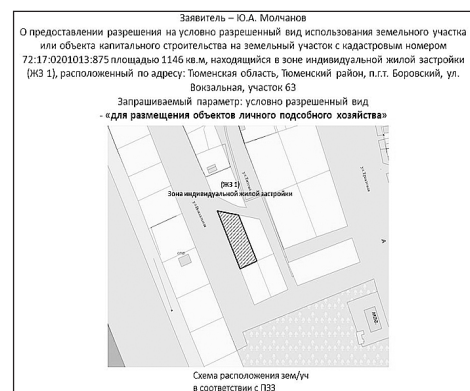 Заявитель – Ю.А. Молчанов
О предоставлении разрешения на условно разрешенный вид использования земельного участка
или объекта капитального строительства на земельный участок с кадастровым номером
72:17:0201013:875 площадью 1146 кв.м, находящийся в зоне индивидуальной жилой застройки
(ЖЗ 1), расположенный по адресу: Тюменская область, Тюменский район, п.г.т. Боровский, ул.
Вокзальная, участок 63
Запрашиваемый параметр: условно разрешенный вид
- «для размещения объектов личного подсобного хозяйства»
(ЖЗ 1)
Зона индивидуальной жилой застройки
Схема расположения зем/уч
в соответствии с ПЗЗ